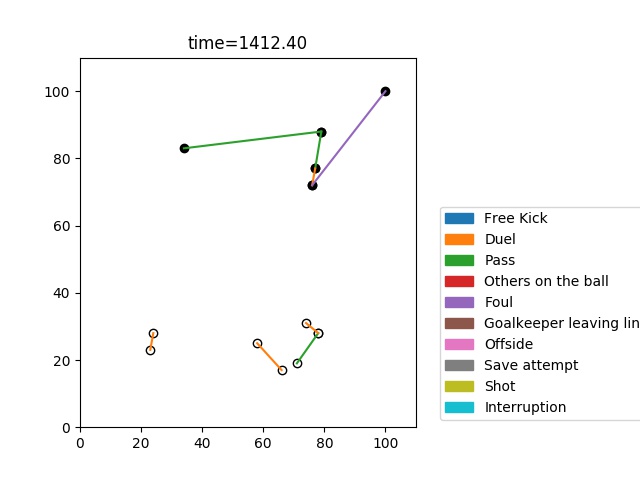 time=1412.40
100
80
60
40
20
0
0 20 40 60 80 100
Free Kick
Duel
Pass
Others on the ball
Foul
Goalkeeper leaving lin
Offside
Save attempt
Shot
Interruption